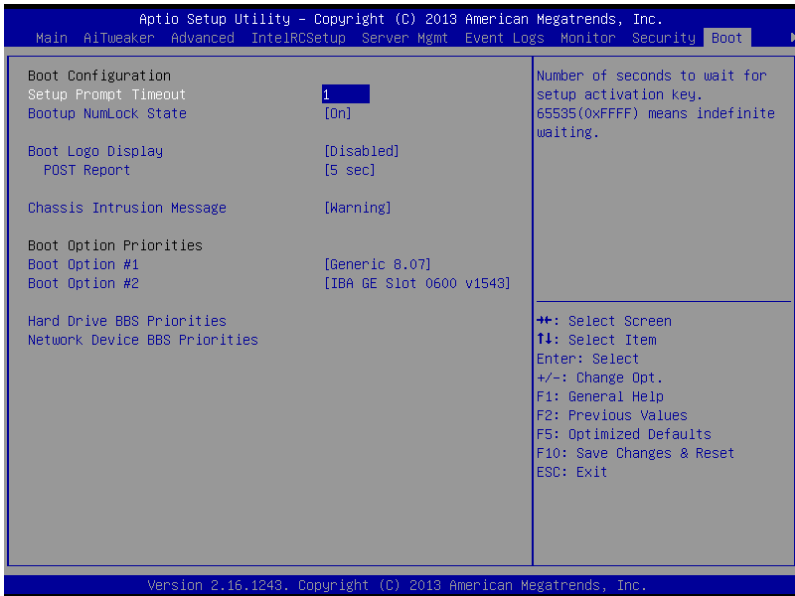 Aptio Setup Utility – Copyright (C) 2013 American Megatrends, Inc.
Main AiTweaker Advanced IntelRCSetup Server Mgmt Event Logs Monitor Security Boot
Boot Configuration
Setup Prompt Timeout 1
Bootup NumLock State [On]
Boot Logo Display [Disabled]
POST Report [5 sec]
Chassis Intrusion Message [Warning]
Boot Option Priorities
Boot Option #1 [Generic 8.07]
Boot Option #2 [IBA GE Slot 0600 v1543]
Hard Drive BBS Priorities
Network Device BBS Priorities
Number of seconds to wait for
setup activation key.
65535(0xFFFF) means indefinite
waiting.
→←: Select Screen
↑↓: Select Item
Enter: Select
+/-: Change Opt.
F1: General Help
F2: Previous Values
F5: Optimized Defaults
F10: Save Changes & Reset
ESC: Exit
Version 2.16.1243. Copyright (C) 2013 American Megatrends, Inc.